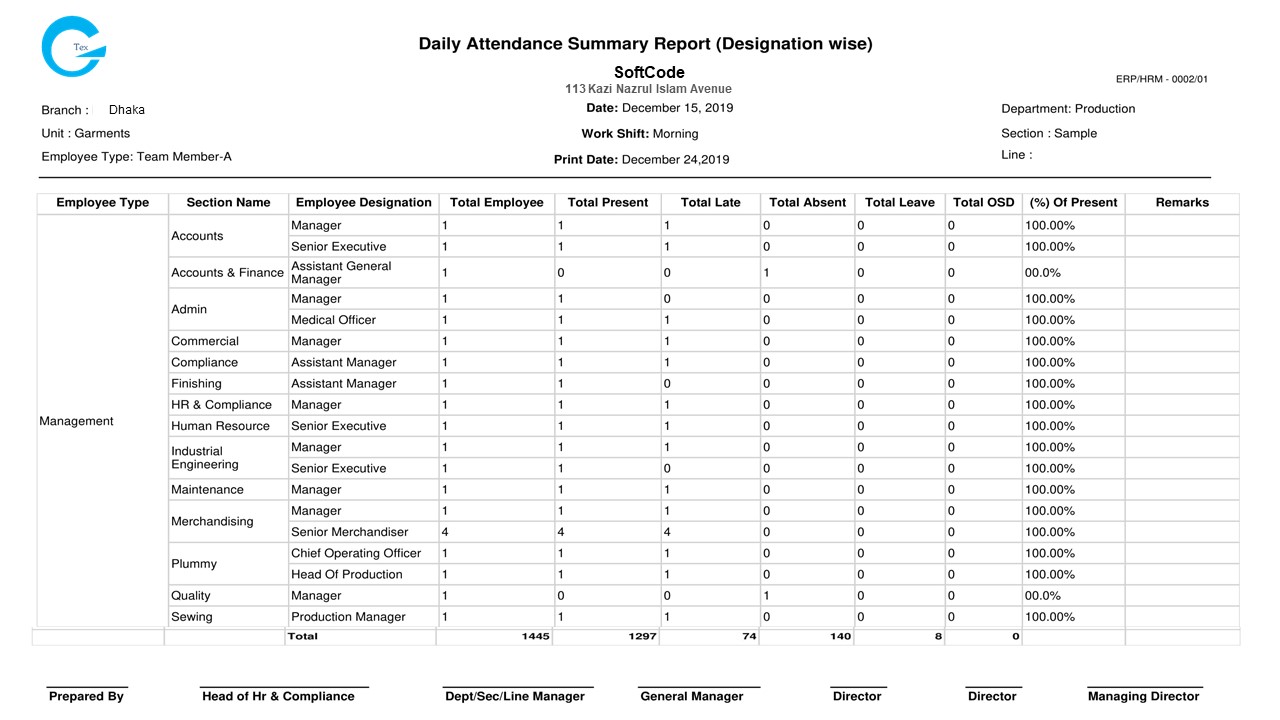 Tex
Daily Attendance Summary Report (Designation wise)
SoftCode
113 Kazi Nazrul Islam Avenue
ERP/HRM - 0002/01
Branch : Dhaka
Date: December 15, 2019
Department: Production
Unit : Garments
Work Shift: Morning
Section : Sample
Employee Type: Team Member-A
Print Date: December 24,2019
Line :
Employee Type Section Name Employee Designation Total Employee Total Present Total Late Total Absent Total Leave Total OSD (%) Of Present Remarks
Management
Accounts
Manager 1 1 1 0 0 0 100.00%
Senior Executive 1 1 1 0 0 0 100.00%
Accounts & Finance
Assistant General
Manager
1 0 0 1 0 0 00.0%
Admin
Manager 1 1 0 0 0 0 100.00%
Medical Officer 1 1 1 0 0 0 100.00%
Commercial Manager 1 1 1 0 0 0 100.00%
Compliance Assistant Manager 1 1 1 0 0 0 100.00%
Finishing Assistant Manager 1 1 0 0 0 0 100.00%
HR & Compliance Manager 1 1 1 0 0 0 100.00%
Human Resource Senior Executive 1 1 1 0 0 0 100.00%
Industrial
Engineering
Manager 1 1 1 0 0 0 100.00%
Senior Executive 1 1 0 0 0 0 100.00%
Maintenance Manager 1 1 1 0 0 0 100.00%
Merchandising
Manager 1 1 1 0 0 0 100.00%
Senior Merchandiser 4 4 4 0 0 0 100.00%
Plummy
Chief Operating Officer 1 1 1 0 0 0 100.00%
Head Of Production 1 1 1 0 0 0 100.00%
Quality Manager 1 0 0 1 0 0 00.0%
Sewing Production Manager 1 1 1 0 0 0 100.00%
Total 1445 1297 74 140 8 0
Prepared By Head of Hr & Compliance Dept/Sec/Line Manager General Manager Director Director Managing Director